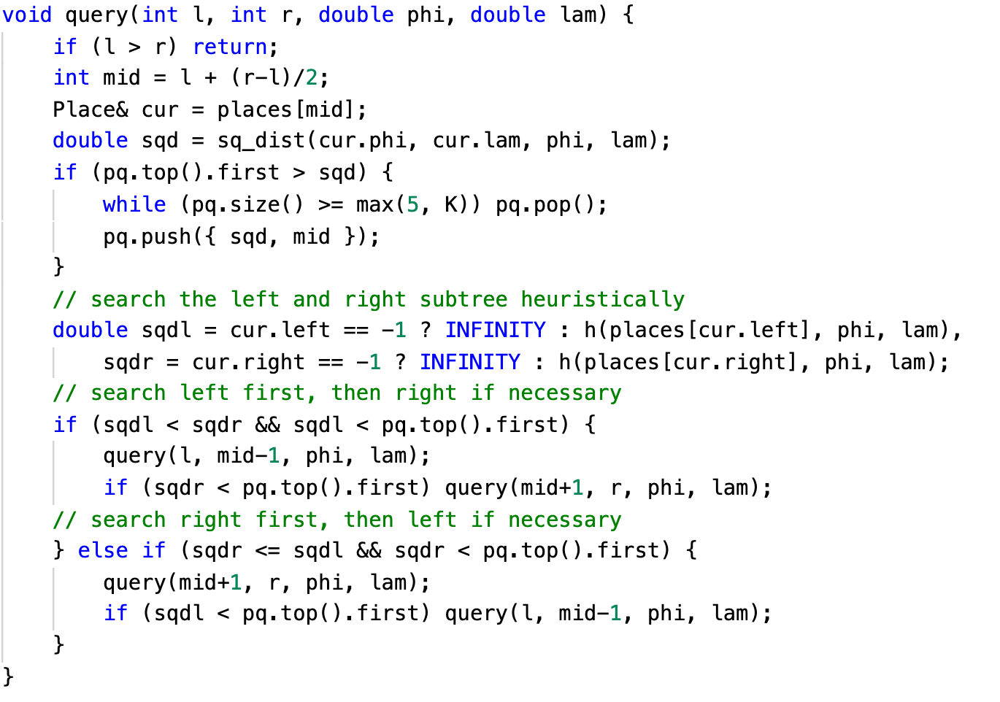 void query(int l, int r, double phi, double lam) {
    if (l > r) return;
    int mid = l + (r-l)/2;
    Place& cur = places[mid];
    double sqd = sq_dist(cur.phi, cur.lam, phi, lam);
    if (pq.top().first > sqd) {
        while (pq.size() >= max(5, K)) pq.pop();
        pq.push({ sqd, mid });
    }
    // search the left and right subtree heuristically
    double sqdl = cur.left == -1 ? INFINITY : h(places[cur.left], phi, lam),
        sqdr = cur.right == -1 ? INFINITY : h(places[cur.right], phi, lam);
    // search left first, then right if necessary
    if (sqdl < sqdr && sqdl < pq.top().first) {
        query(l, mid-1, phi, lam);
        if (sqdr < pq.top().first) query(mid+1, r, phi, lam);
    // search right first, then left if necessary
    } else if (sqdr <= sqdl && sqdr < pq.top().first) {
        query(mid+1, r, phi, lam);
        if (sqdl < pq.top().first) query(l, mid-1, phi, lam);
    }
}